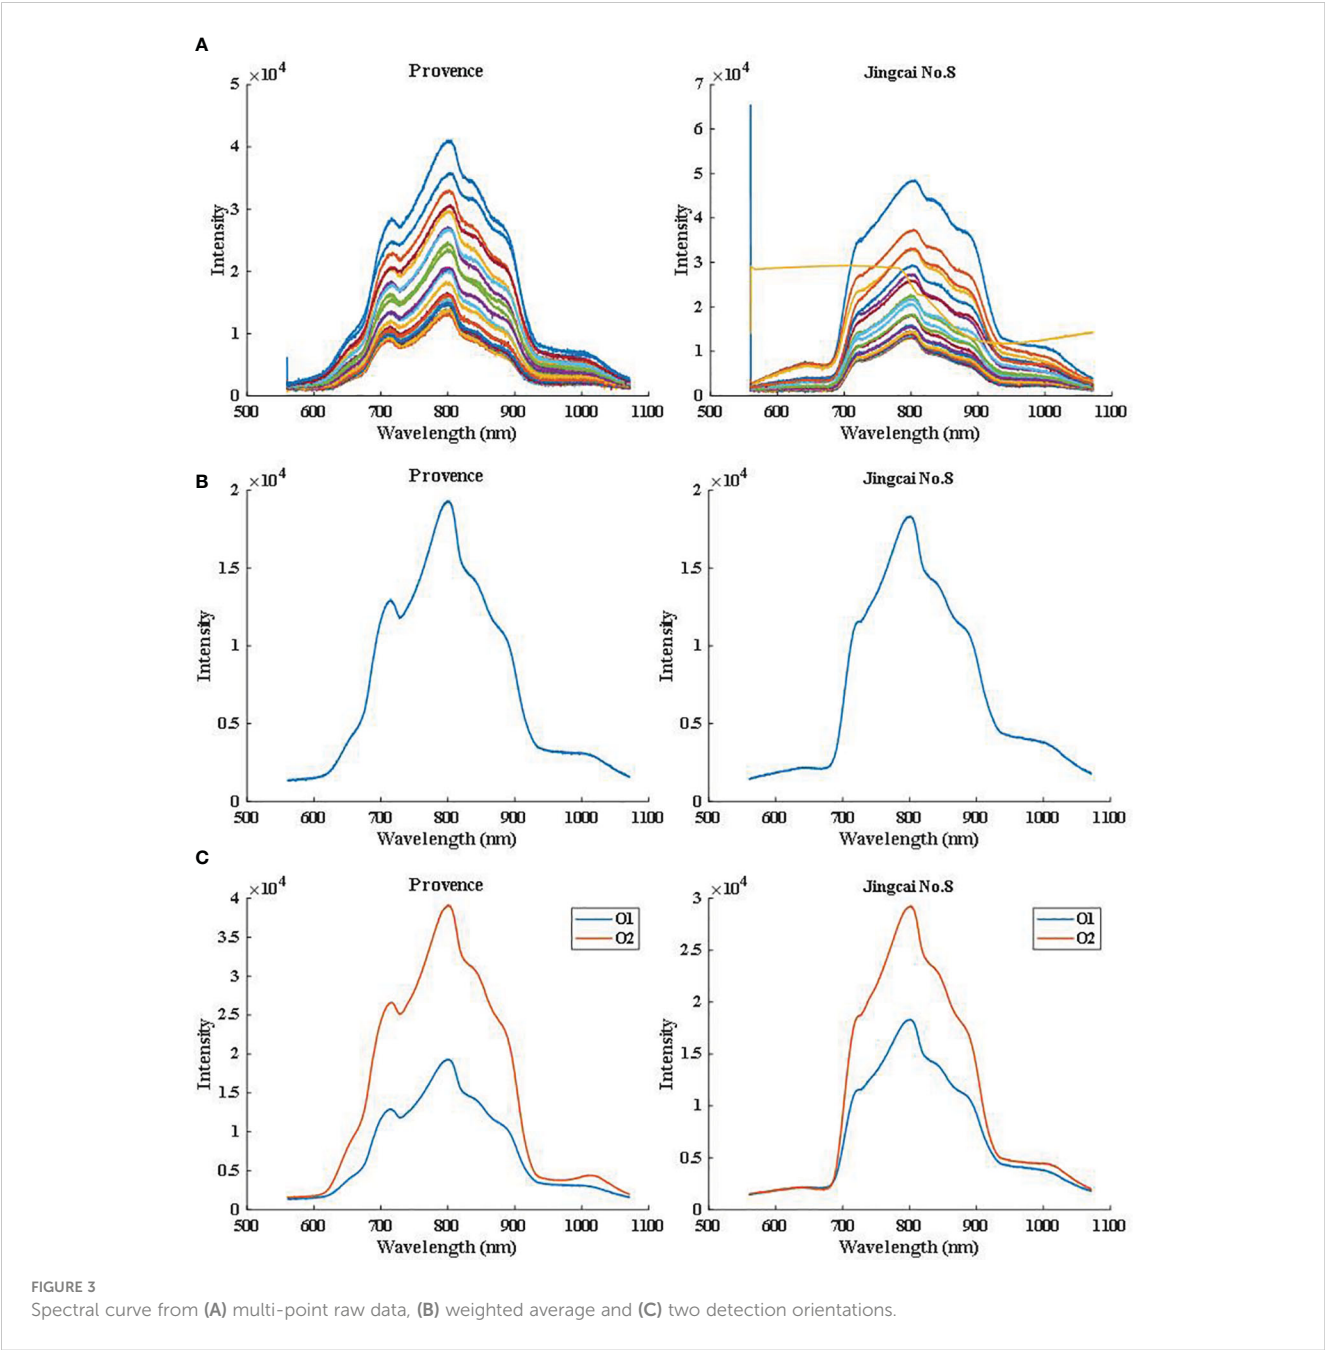 A
Provence
×10⁴
5
4
3
2
1
0
Intensity
500 600 700 800 900 1000 1100
Wavelength (nm)
Jingcai No.8
×10⁴
7
6
5
4
3
2
1
0
Intensity
500 600 700 800 900 1000 1100
Wavelength (nm)
B
Provence
×10⁴
2
1.5
1
0.5
0
Intensity
500 600 700 800 900 1000 1100
Wavelength (nm)
Jingcai No.8
×10⁴
2
1.5
1
0.5
0
Intensity
500 600 700 800 900 1000 1100
Wavelength (nm)
C
Provence
×10⁴
4
3.5
3
2.5
2
1.5
1
0.5
0
Intensity
O1
O2
500 600 700 800 900 1000 1100
Wavelength (nm)
Jingcai No.8
×10⁴
3
2.5
2
1.5
1
0.5
0
Intensity
O1
O2
500 600 700 800 900 1000 1100
Wavelength (nm)
FIGURE 3
Spectral curve from (A) multi-point raw data, (B) weighted average and (C) two detection orientations.